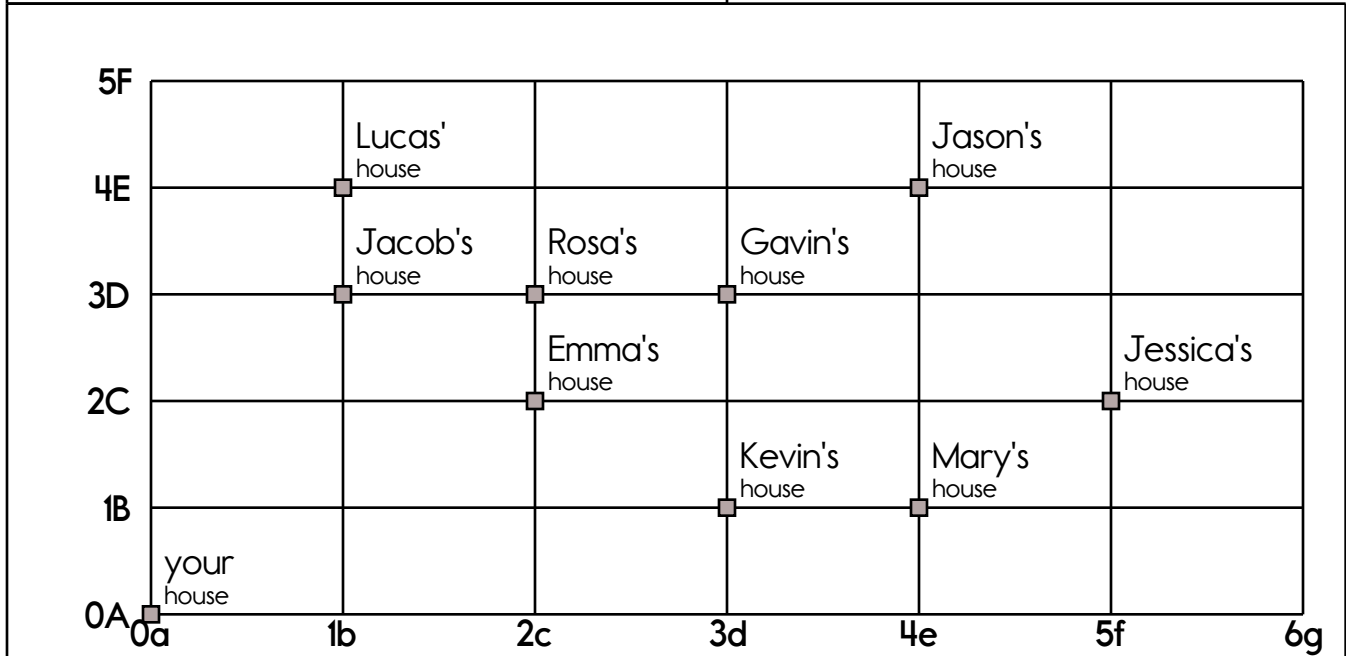 5F
Lucas'
house
Jason's
house
4E
Jacob's
house
Rosa's
house
Gavin's
house
3D
Emma's
house
Jessica's
house
2C
Kevin's
house
Mary's
house
1B
your
house
0A
0a 1b 2c 3d 4e 5f 6g